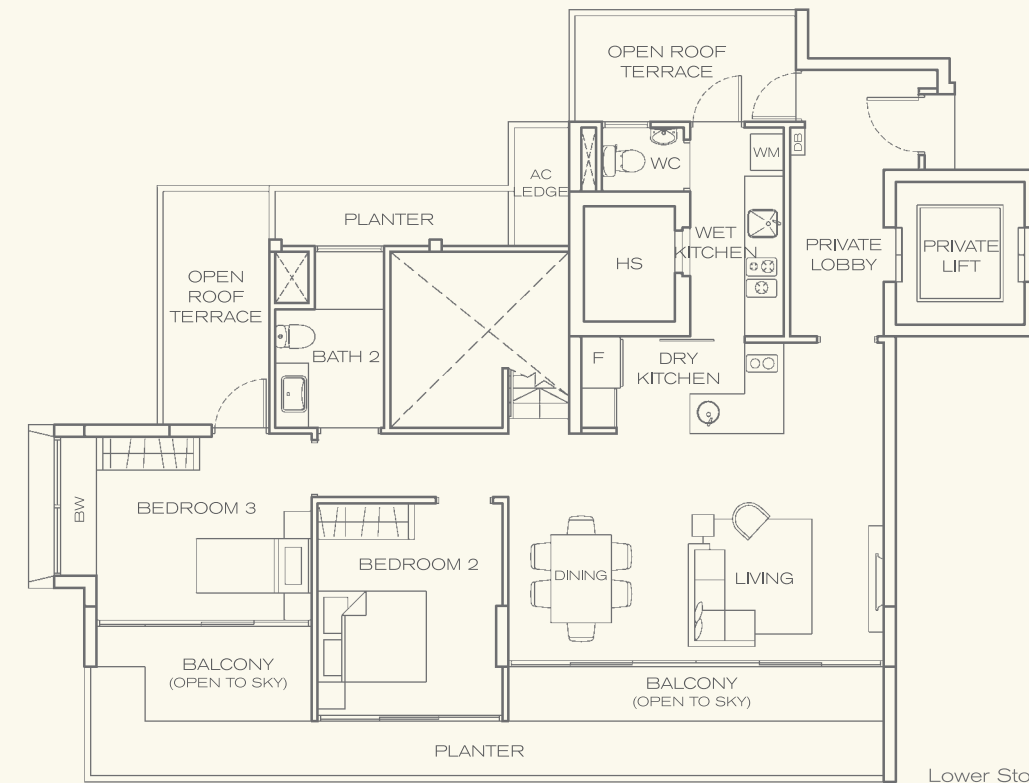 OPEN ROOF
TERRACE
WC
WM
DB
AC
LEDGE
PLANTER
WET
KITCHEN
HS
PRIVATE
LOBBY
PRIVATE
LIFT
OPEN
ROOF
TERRACE
BATH 2
F
DRY
KITCHEN
BW
BEDROOM 3
BEDROOM 2
DINING
LIVING
BALCONY
(OPEN TO SKY)
BALCONY
(OPEN TO SKY)
PLANTER
Lower Sto